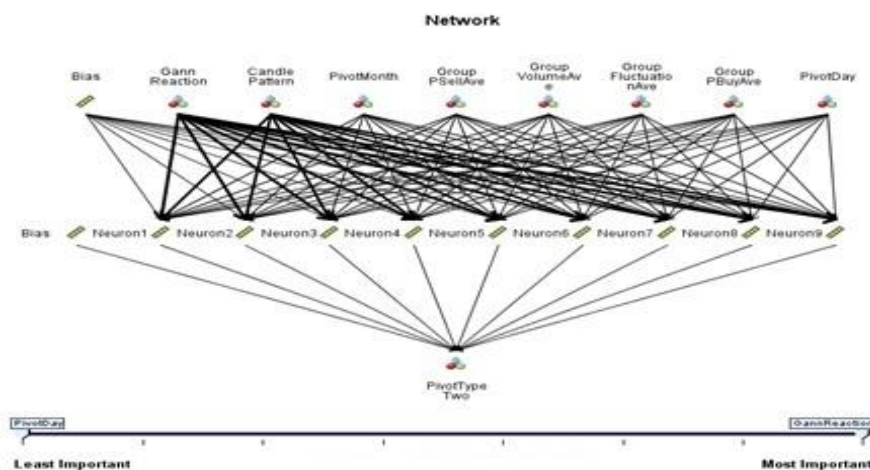 Network
Bias
Gann
Reaction
Candle
Pattern
PivotMonth
Group
PSellAve
Group
VolumeAv
e
Group
Fluctuatio
nAve
Group
PBuyAve
PivotDay
Bias Neuron1 Neuron2 Neuron3 Neuron4 Neuron5 Neuron6 Neuron7 Neuron8 Neuron9
PivotType
Two
PivotDay GannReaction
Least Important Most Important